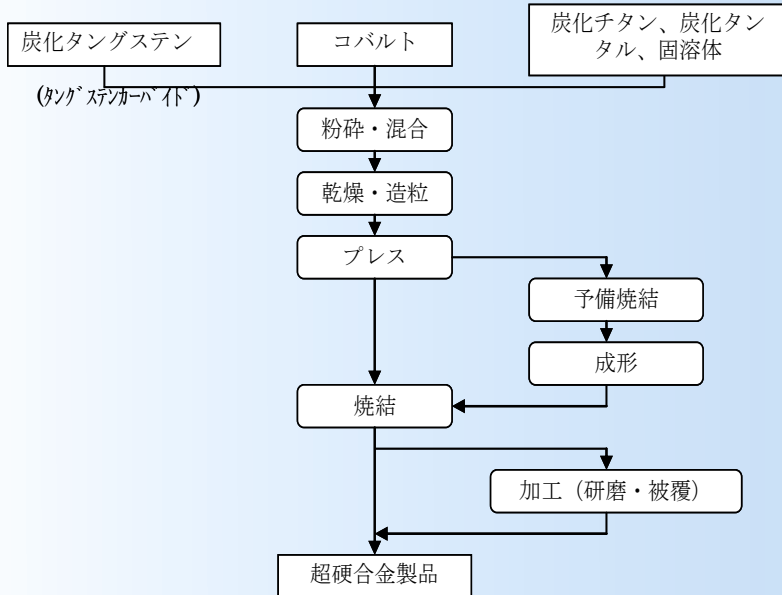 炭化タングステン
コバルト
炭化チタン、炭化タン
タル、固溶体
(ﾀﾝｸﾞｽﾃﾝｶｰﾊﾞｲﾄﾞ)
粉砕・混合
乾燥・造粒
プレス
予備焼結
成形
焼結
加工（研磨・被覆）
超硬合金製品